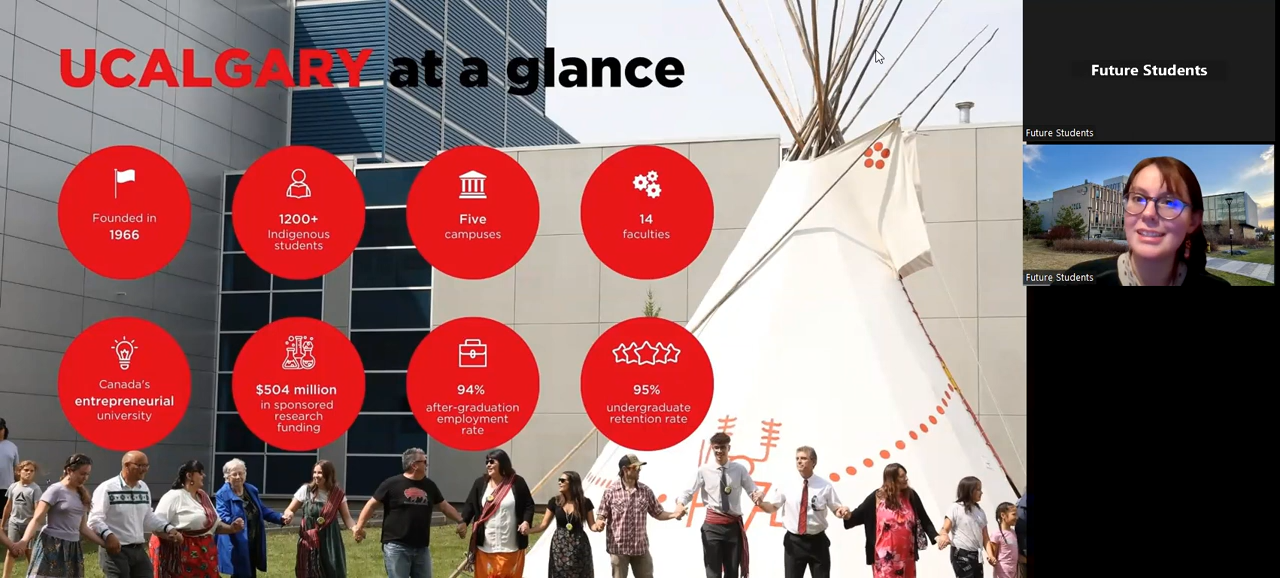 UCALGARY at a glance
Founded in
1966
1200+
Indigenous
students
Five
campuses
14
faculties
Canada's
entrepreneurial
university
$504 million
in sponsored
research
funding
94%
after-graduation
employment
rate
95%
undergraduate
retention rate
Future Students
Future Students
Future Students